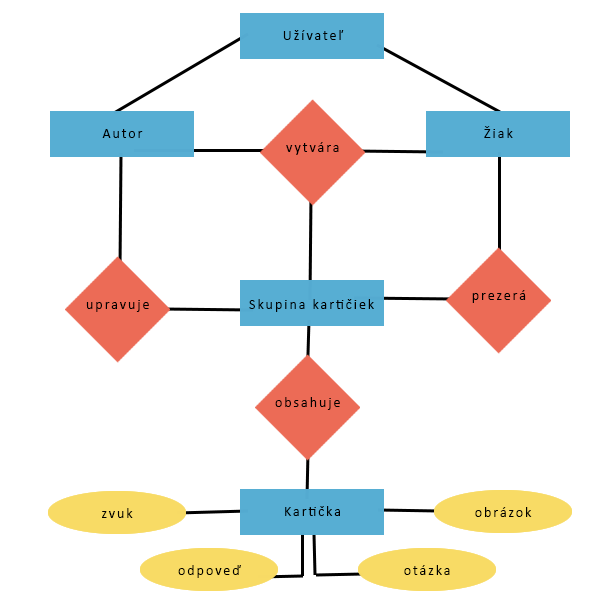 Užívateľ
Autor
Žiak
vytvára
upravuje
Skupina kartičiek
prezerá
obsahuje
zvuk
Kartička
obrázok
odpoveď
otázka